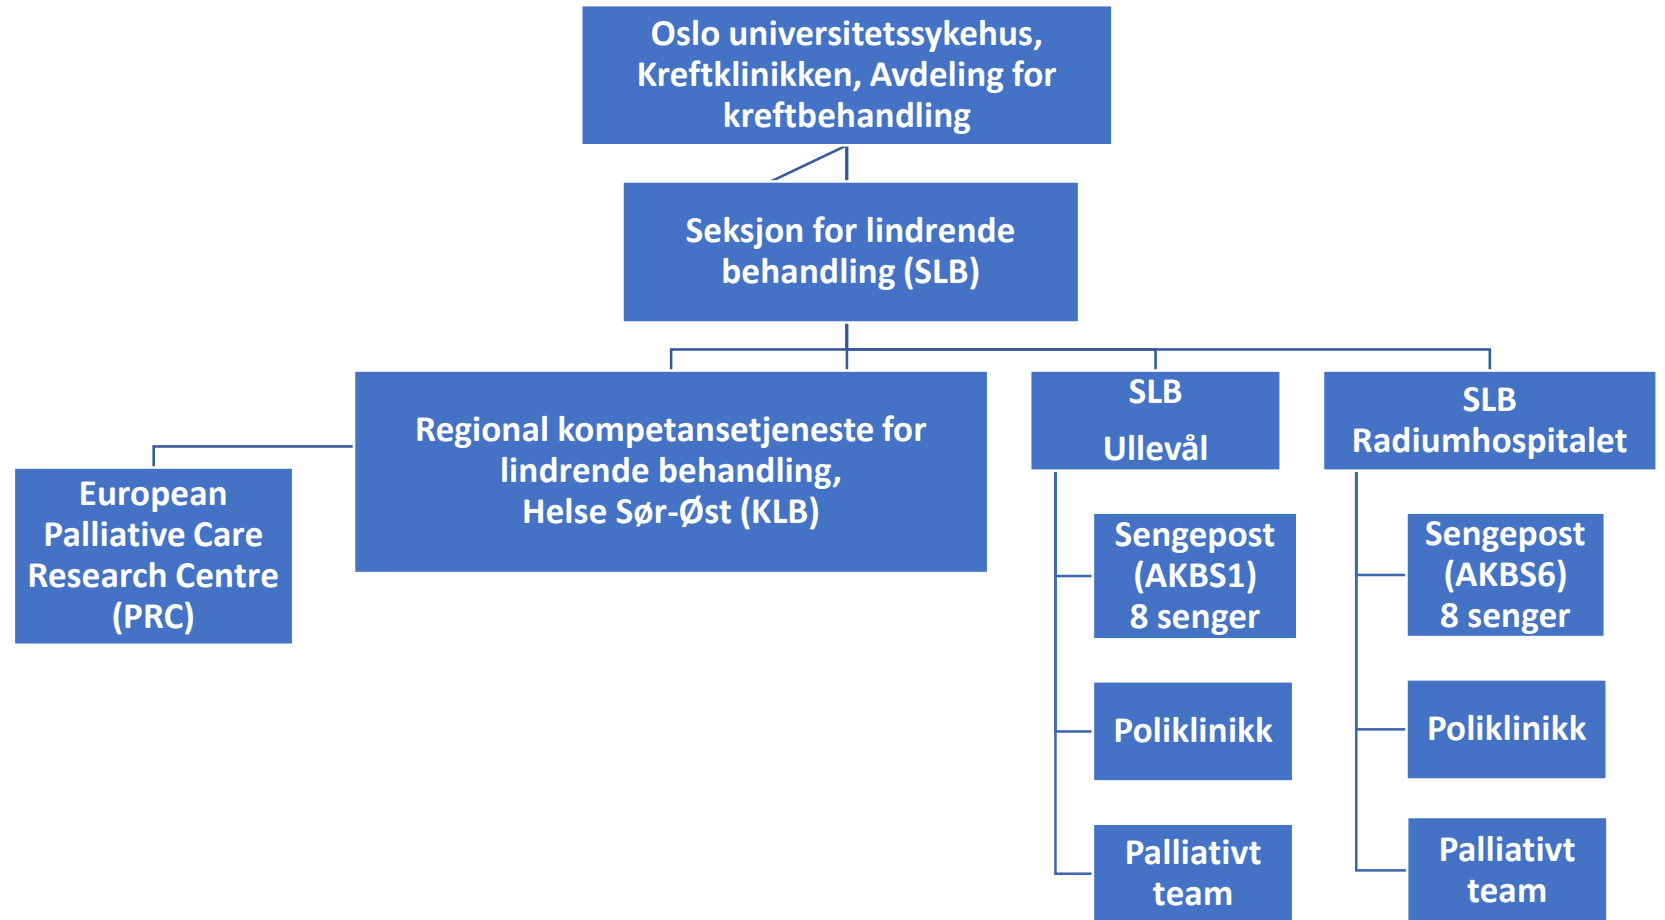 Oslo universitetssykehus,
Kreftklinikken, Avdeling for
kreftbehandling
Seksjon for lindrende
behandling (SLB)
Regional kompetansetjeneste for
lindrende behandling,
Helse Sør-Øst (KLB)
European
Palliative Care
Research Centre
(PRC)
SLB
Ullevål
Sengepost
(AKBS1)
8 senger
Poliklinikk
Palliativt
team
SLB
Radiumhospitalet
Sengepost
(AKBS6)
8 senger
Poliklinikk
Palliativt
team